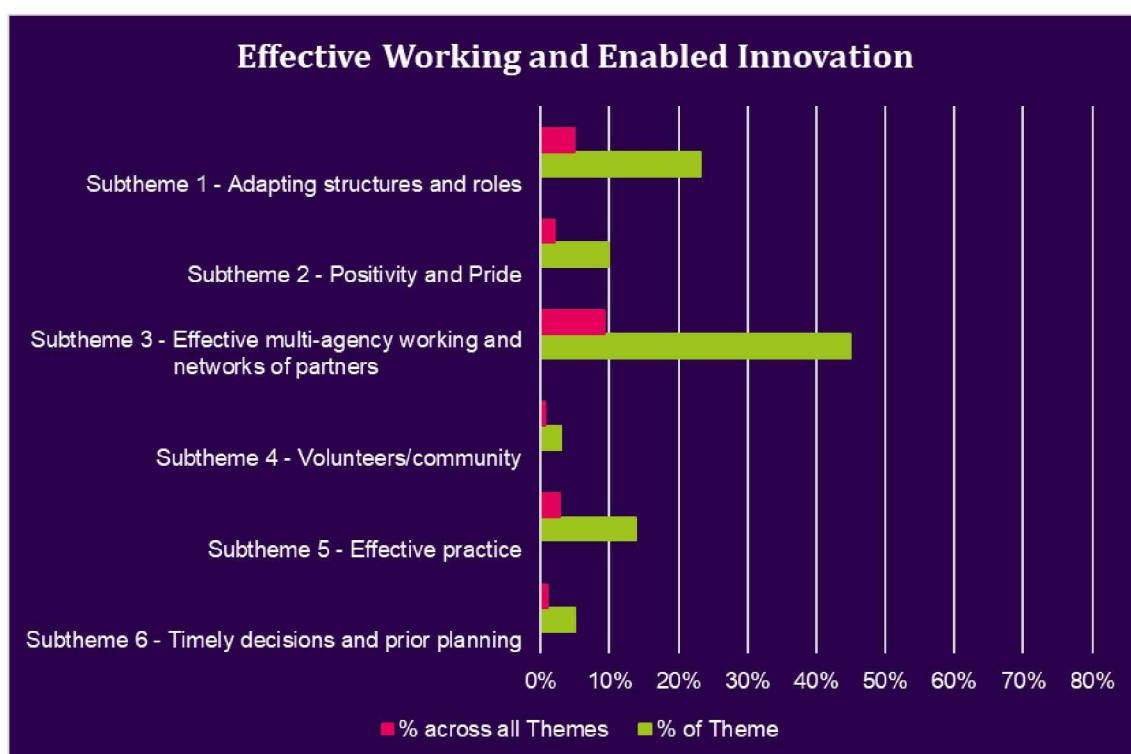 Effective Working and Enabled Innovation
Subtheme 1 - Adapting structures and roles
Subtheme 2 - Positivity and Pride
Subtheme 3 - Effective multi-agency working and
networks of partners
Subtheme 4 - Volunteers/community
Subtheme 5 - Effective practice
Subtheme 6 - Timely decisions and prior planning
0% 10% 20% 30% 40% 50% 60% 70% 80%
% across all Themes % of Theme